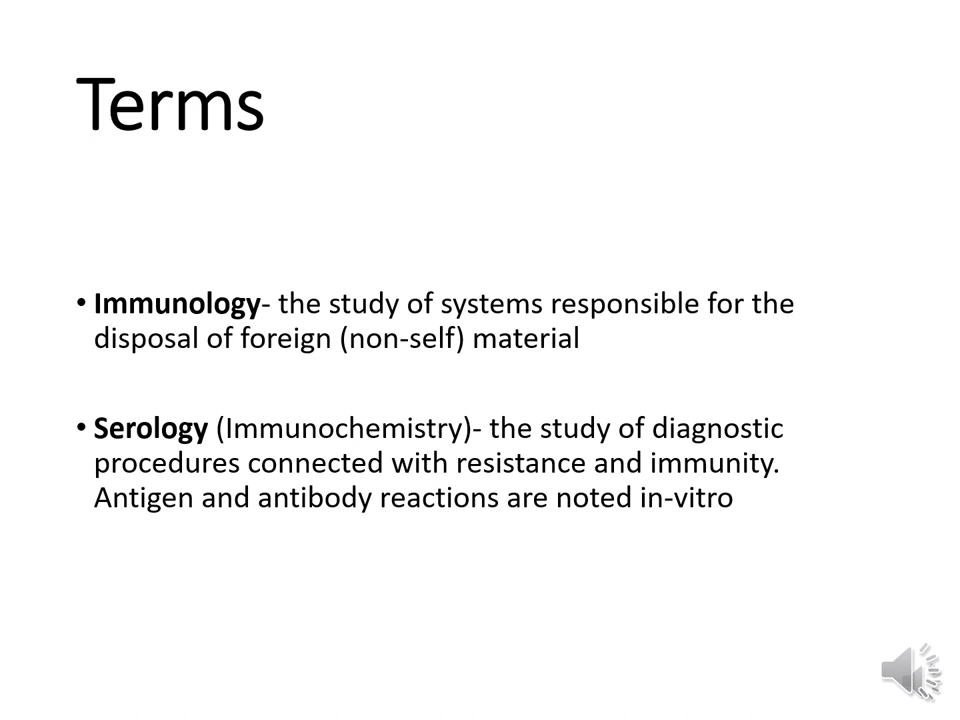 Terms
• Immunology- the study of systems responsible for the
disposal of foreign (non-self) material
• Serology (Immunochemistry)- the study of diagnostic
procedures connected with resistance and immunity.
Antigen and antibody reactions are noted in-vitro